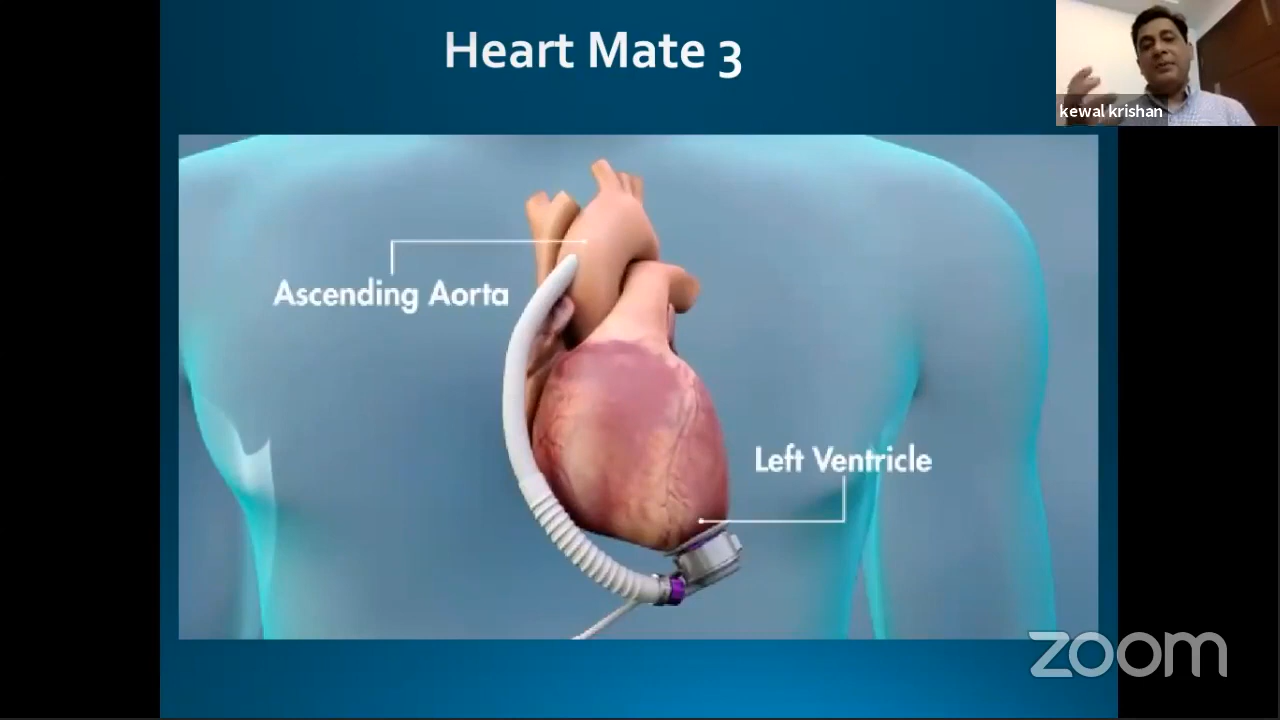 Heart Mate 3
kewal krishan
Ascending Aorta
Left Ventricle
zoom